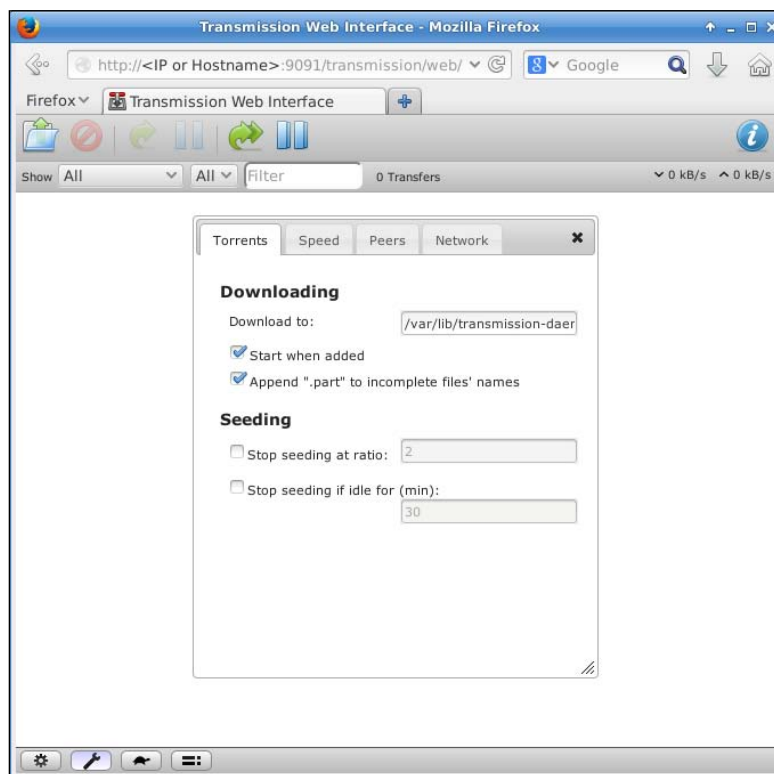 Transmission Web Interface - Mozilla Firefox
http://<IP or Hostname>:9091/transmission/web/
8 Google
Firefox Transmission Web Interface
Show All All Filter 0 Transfers 0 kB/s 0 kB/s
Torrents Speed Peers Network
Downloading
Download to: /var/lib/transmission-daer
Start when added
Append ".part" to incomplete files' names
Seeding
Stop seeding at ratio: 2
Stop seeding if idle for (min):
30